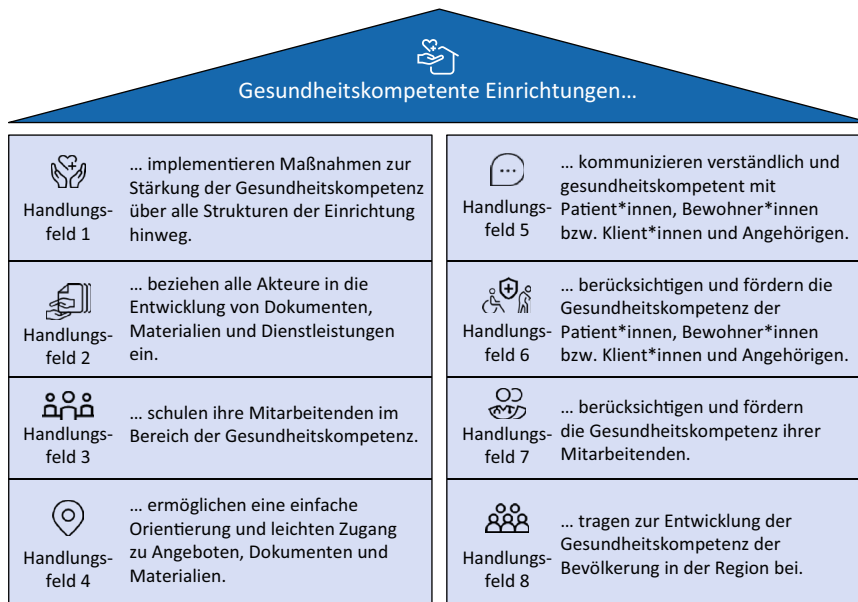 Gesundheitskompetente Einrichtungen...
Handlungs-
feld 1
... implementieren Maßnahmen zur
Stärkung der Gesundheitskompetenz
über alle Strukturen der Einrichtung
hinweg.
Handlungs-
feld 2
... beziehen alle Akteure in die
Entwicklung von Dokumenten,
Materialien und Dienstleistungen
ein.
Handlungs-
feld 3
... schulen ihre Mitarbeitenden im
Bereich der Gesundheitskompetenz.
Handlungs-
feld 4
... ermöglichen eine einfache
Orientierung und leichten Zugang
zu Angeboten, Dokumenten und
Materialien.
Handlungs-
feld 5
... kommunizieren verständlich und
gesundheitskompetent mit
Patient*innen, Bewohner*innen
bzw. Klient*innen und Angehörigen.
Handlungs-
feld 6
... berücksichtigen und fördern die
Gesundheitskompetenz der
Patient*innen, Bewohner*innen
bzw. Klient*innen und Angehörigen.
Handlungs-
feld 7
... berücksichtigen und fördern
die Gesundheitskompetenz ihrer
Mitarbeitenden.
Handlungs-
feld 8
... tragen zur Entwicklung der
Gesundheitskompetenz der
Bevölkerung in der Region bei.